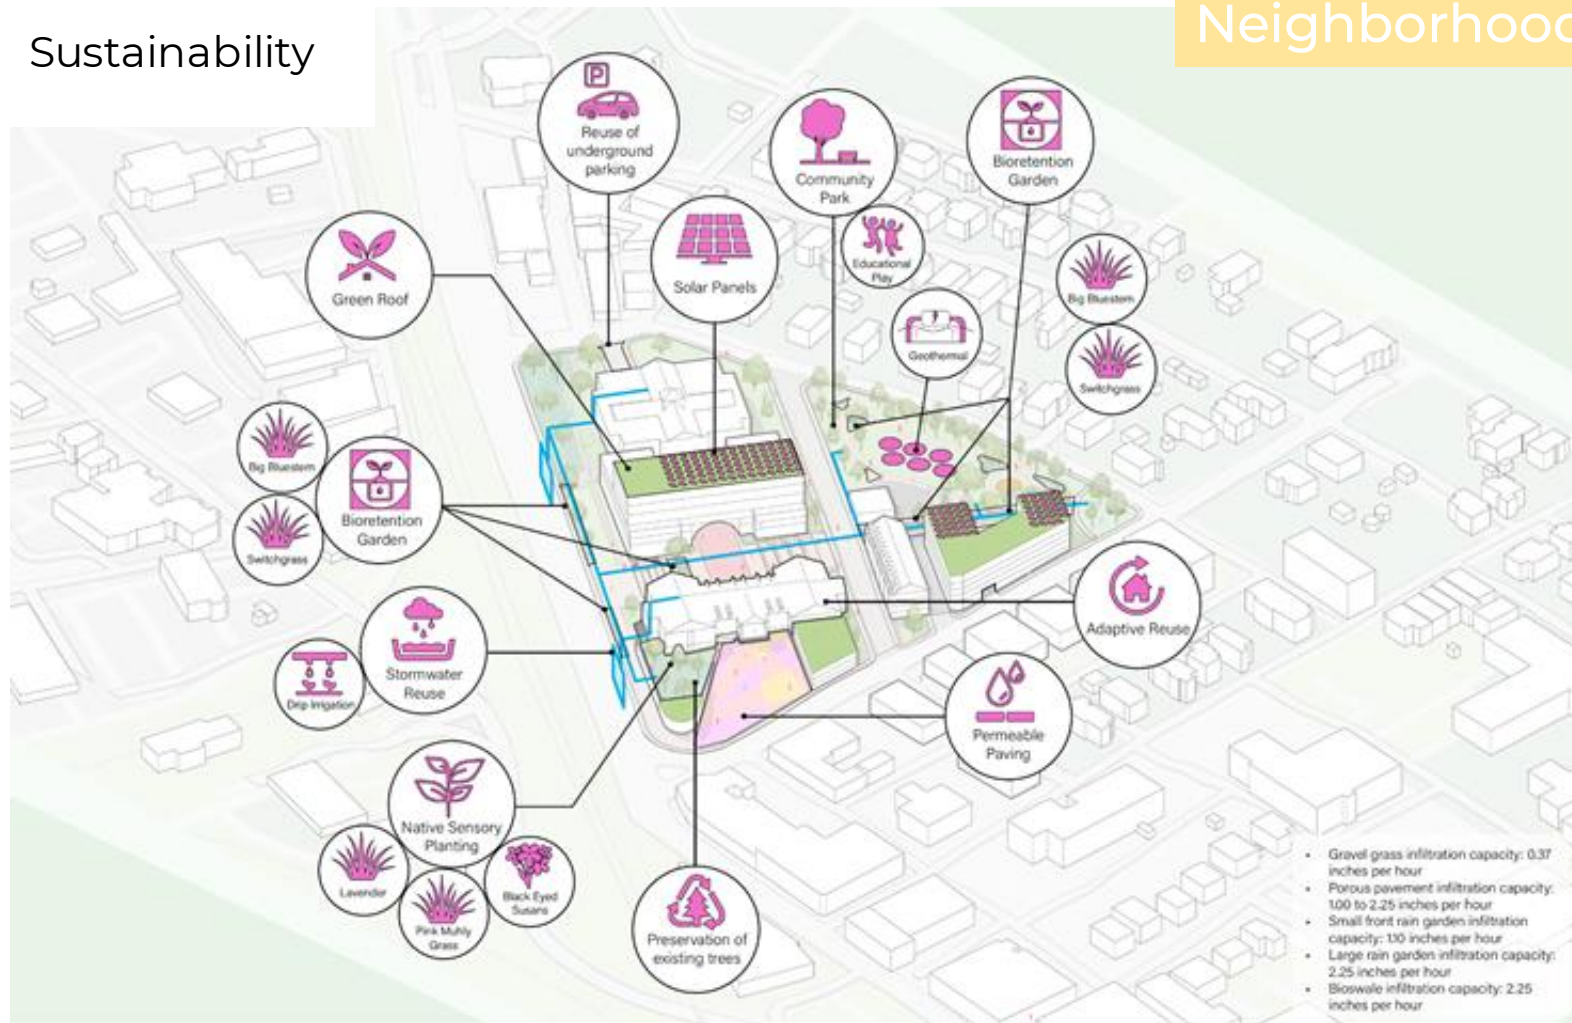 Sustainability
Neighborhood
P
Reuse of
underground
parking
Community
Park
Bioretention
Garden
Educational
Play
Green Roof
Solar Panels
Big Bluestem
Geothermal
Switchgrass
Big Bluestem
Bioretention
Garden
Switchgrass
Adaptive Reuse
Stormwater
Reuse
Drip Irrigation
Permeable
Paving
Native Sensory
Planting
Lavender
Black Eyed
Susans
Pink Muhly
Grass
Preservation of
existing trees
• Gravel grass infiltration capacity: 0.37
inches per hour
• Porous pavement infiltration capacity:
1.00 to 2.25 inches per hour
• Small front rain garden infiltration
capacity: 1.10 inches per hour
• Large rain garden infiltration capacity:
2.25 inches per hour
• Bioswale infiltration capacity: 2.25
inches per hour